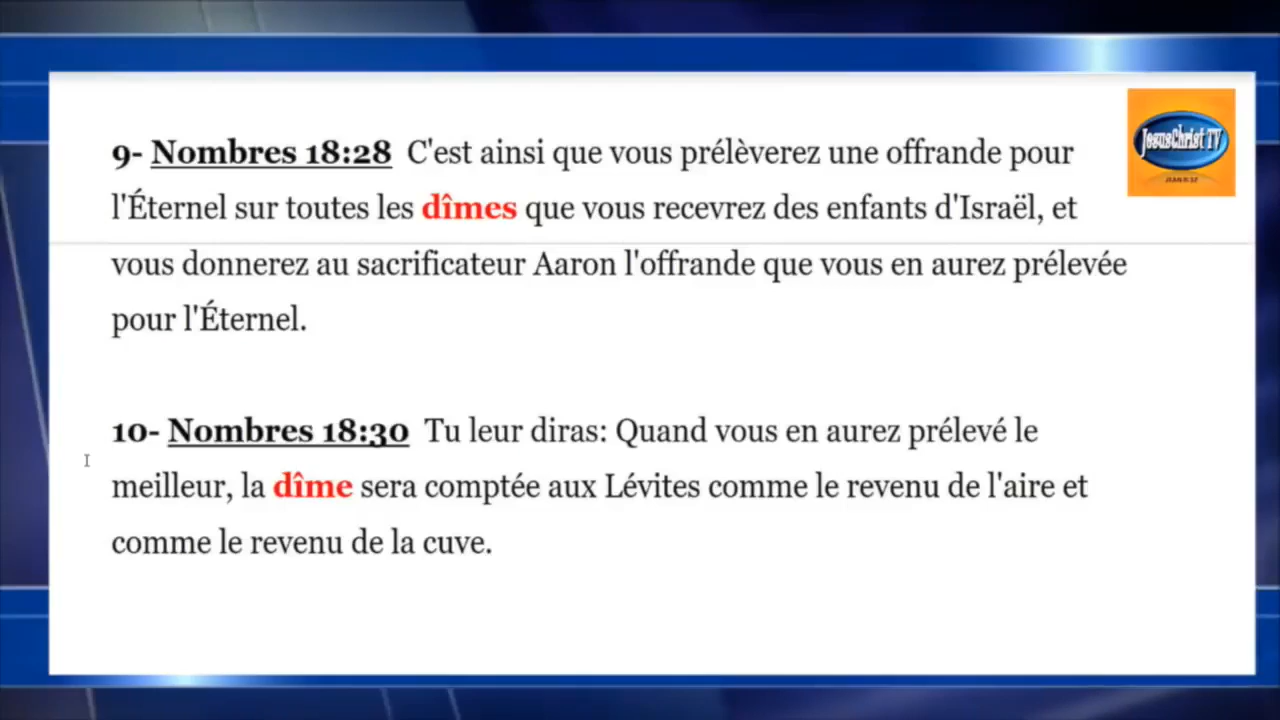 9- Nombres 18:28 C'est ainsi que vous prélèverez une offrande pour
l'Éternel sur toutes les dîmes que vous recevrez des enfants d'Israël, et
vous donnerez au sacrificateur Aaron l'offrande que vous en aurez prélevée
pour l'Éternel.
10- Nombres 18:30 Tu leur diras: Quand vous en aurez prélevé le
meilleur, la dîme sera comptée aux Lévites comme le revenu de l'aire et
comme le revenu de la cuve.
JesusChrist TV